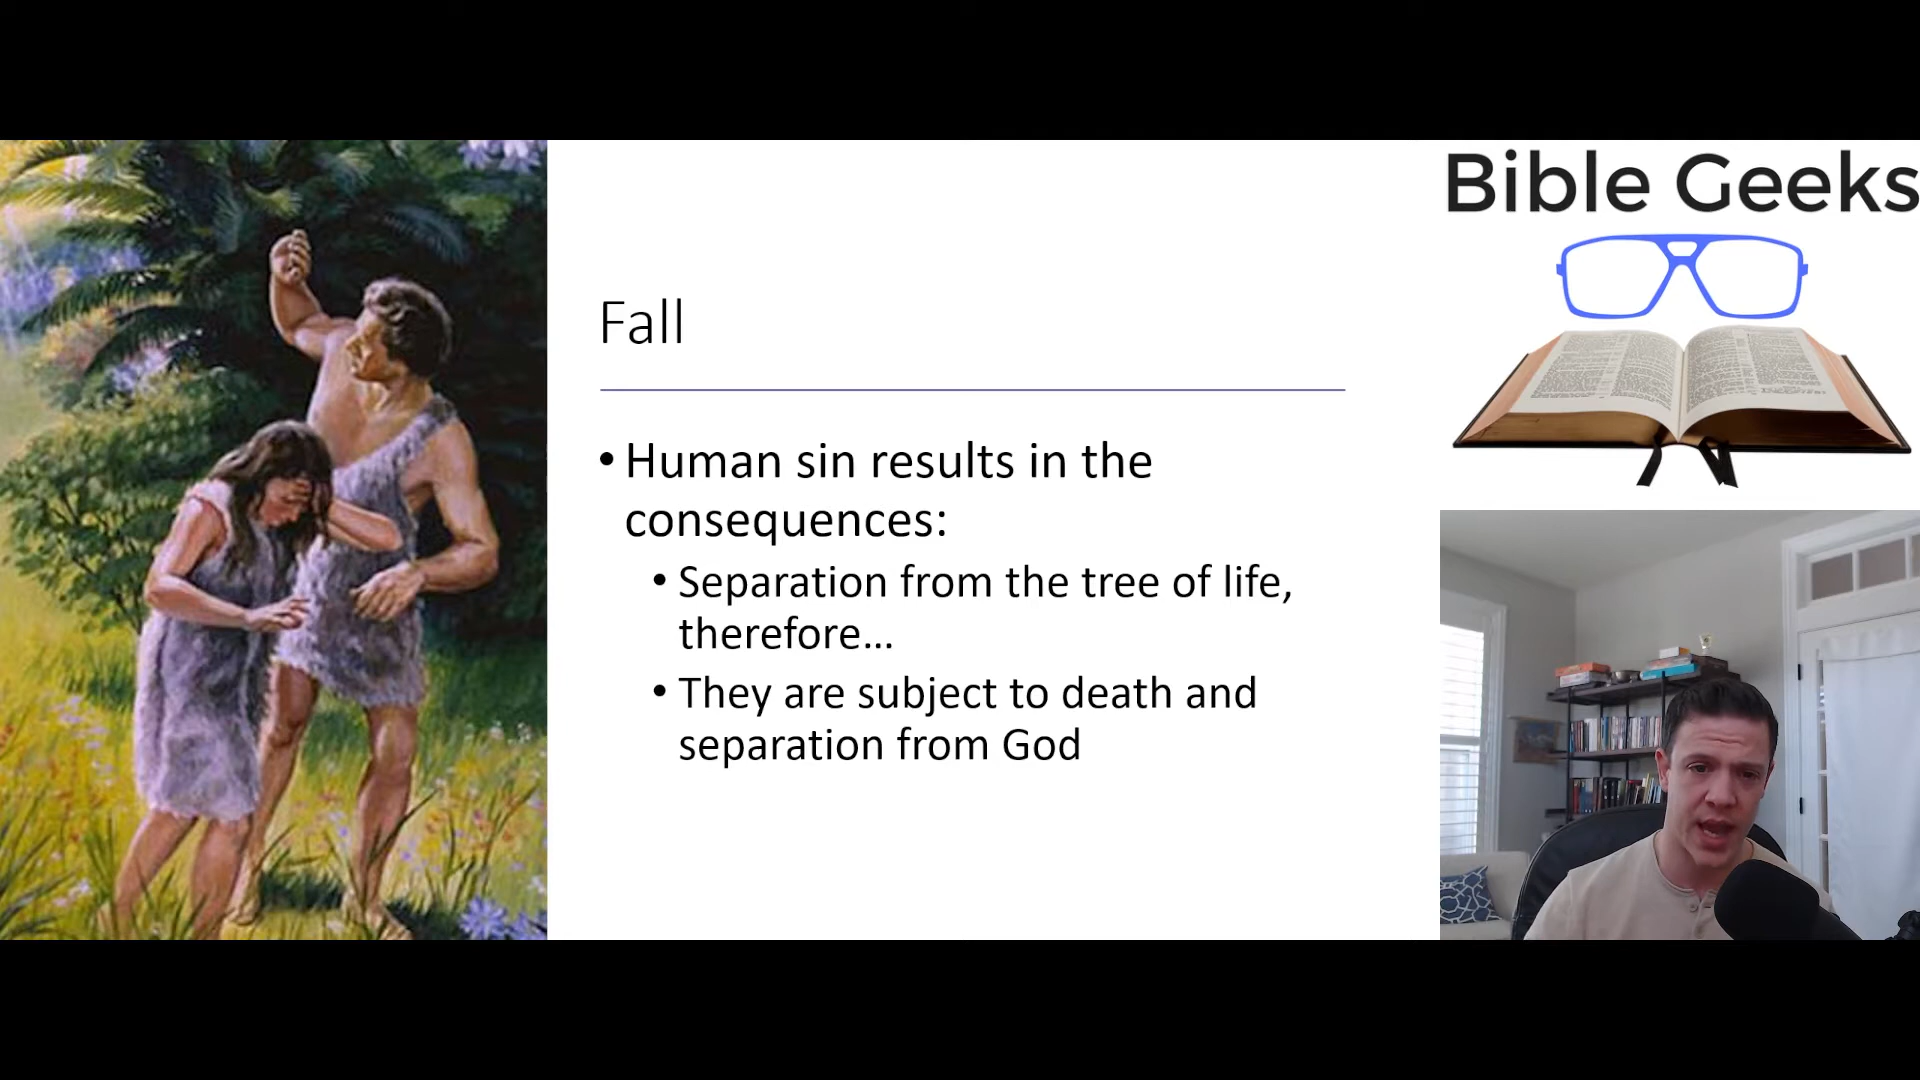 Bible Geeks
Fall
• Human sin results in the
consequences:
• Separation from the tree of life,
therefore...
• They are subject to death and
separation from God